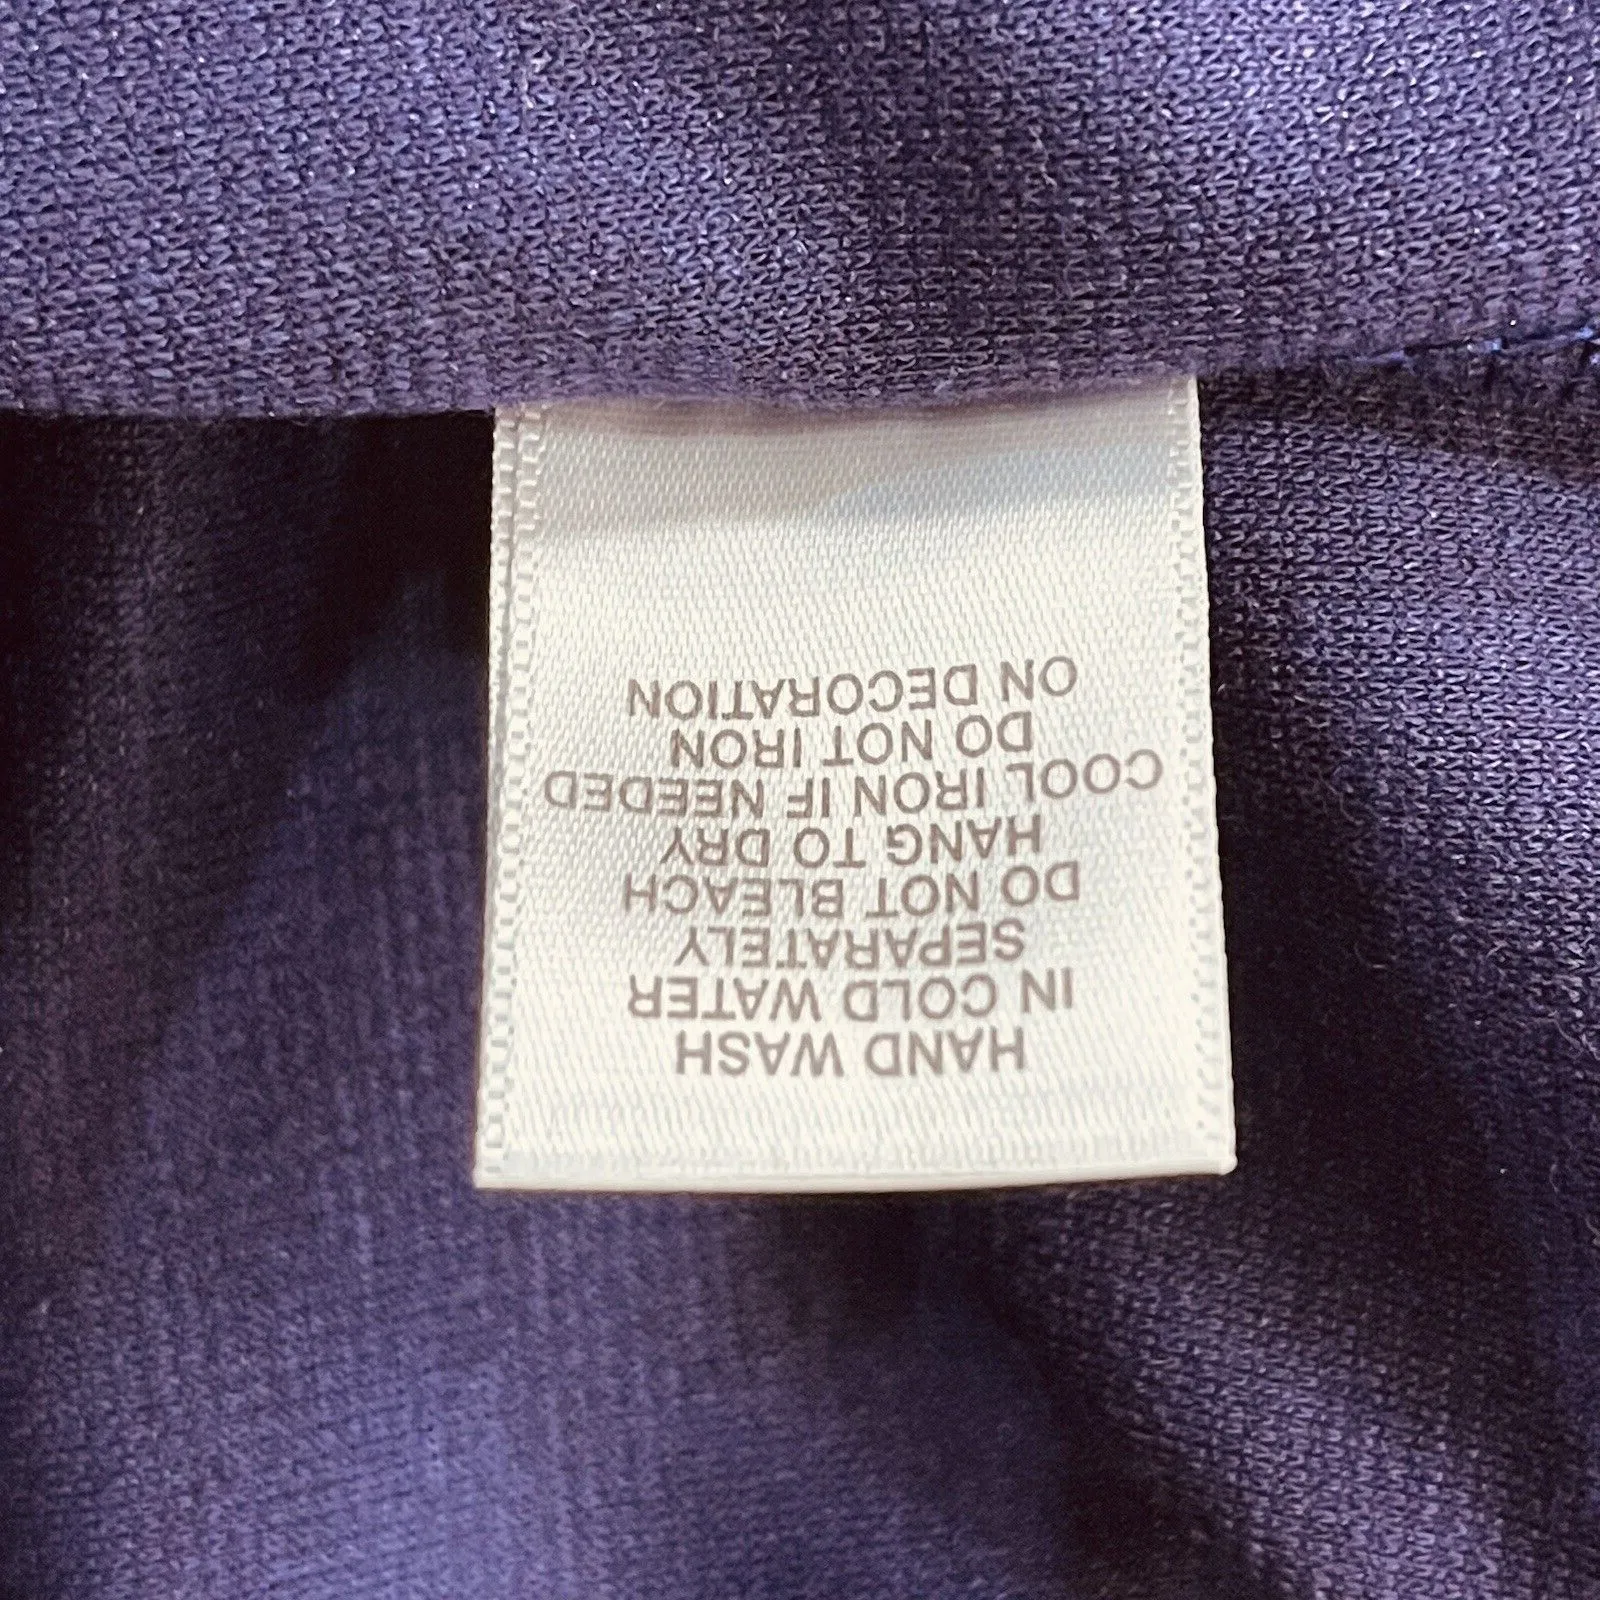 HAND WASH
IN COLD WATER
SEPARATELY
DO NOT BLEACH
HANG TO DRY
COOL IRON IF NEEDED
DO NOT IRON
ON DECORATION